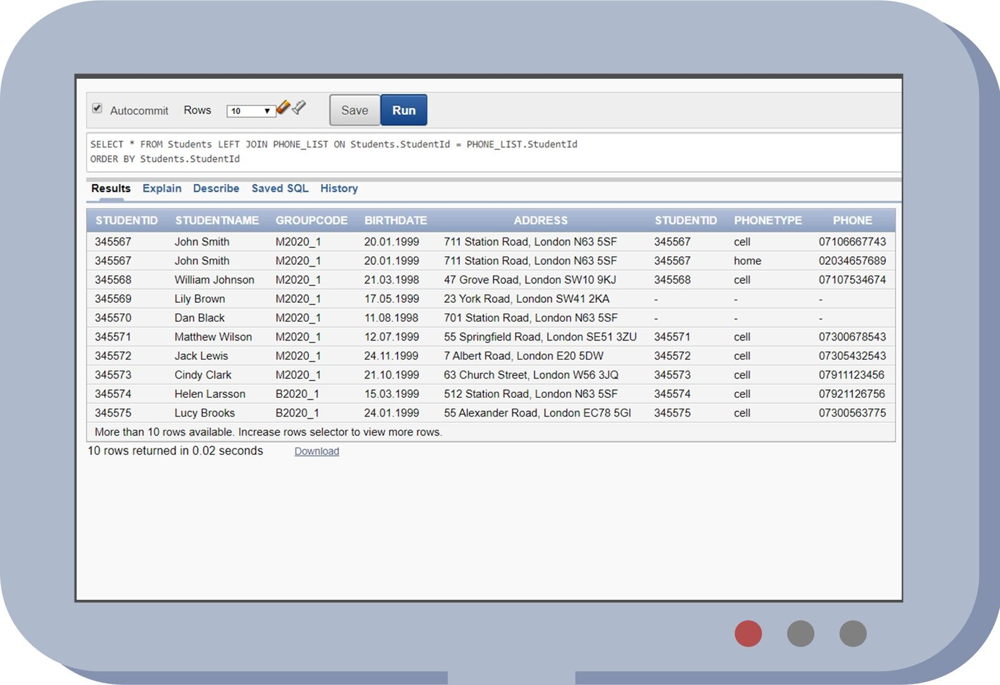 Autocommit Rows 10 Save Run
SELECT * FROM Students LEFT JOIN PHONE_LIST ON Students.StudentId = PHONE_LIST.StudentId
ORDER BY Students.StudentId
Results Explain Describe Saved SQL History
STUDENTID STUDENTNAME GROUPCODE BIRTHDATE ADDRESS STUDENTID PHONETYPE PHONE
345567 John Smith M2020_1 20.01.1999 711 Station Road, London N63 5SF 345567 cell 07106667743
345567 John Smith M2020_1 20.01.1999 711 Station Road, London N63 5SF 345567 home 02034657689
345568 William Johnson M2020_1 21.03.1998 47 Grove Road, London SW10 9KJ 345568 cell 07107534674
345569 Lily Brown M2020_1 17.05.1999 23 York Road, London SW41 2KA - - -
345570 Dan Black M2020_1 11.08.1998 701 Station Road, London N63 5SF - - -
345571 Matthew Wilson M2020_1 12.07.1999 55 Springfield Road, London SE51 3ZU 345571 cell 07300678543
345572 Jack Lewis M2020_1 24.11.1999 7 Albert Road, London E20 5DW 345572 cell 07305432543
345573 Cindy Clark M2020_1 21.10.1999 63 Church Street, London W56 3JQ 345573 cell 07911123456
345574 Helen Larsson B2020_1 15.03.1999 512 Station Road, London N63 5SF 345574 cell 07921126756
345575 Lucy Brooks B2020_1 24.01.1999 55 Alexander Road, London EC78 5GI 345575 cell 07300563775
More than 10 rows available. Increase rows selector to view more rows.
10 rows returned in 0.02 seconds Download